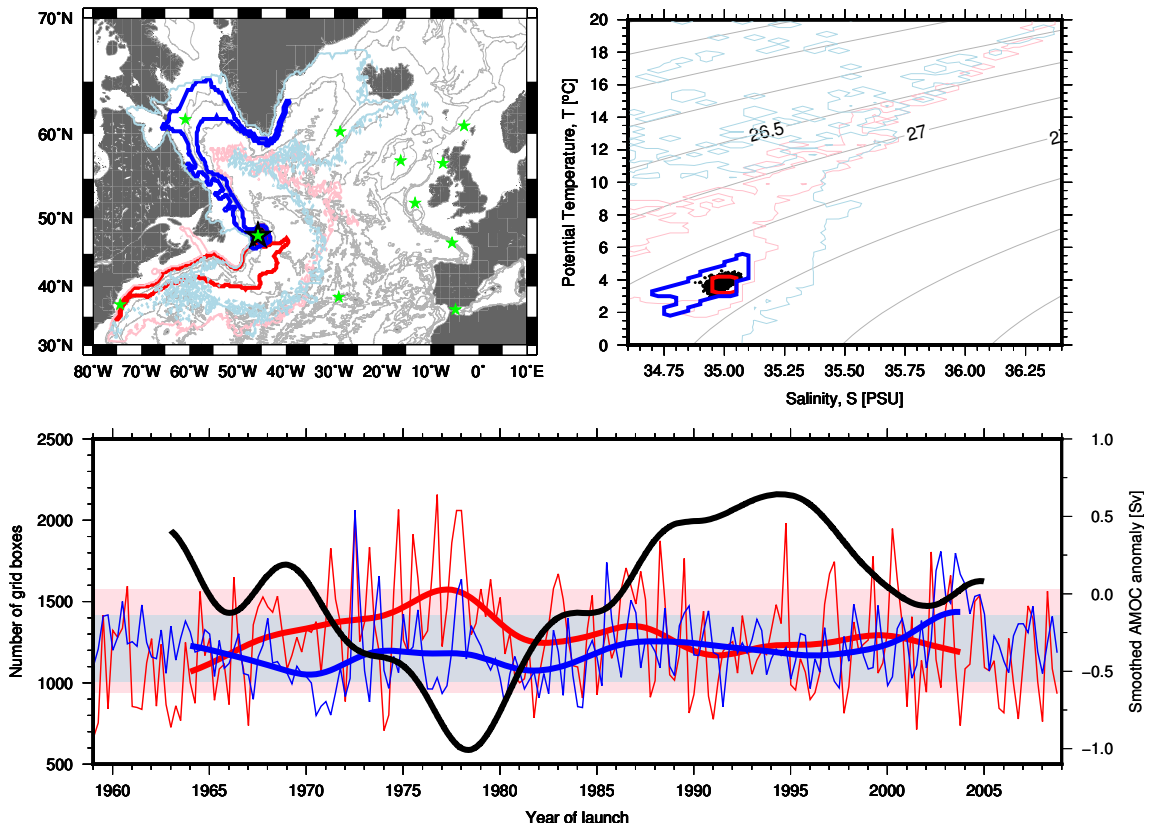 70°N
60°N
50°N
40°N
30°N
80°W 70°W 60°W 50°W 40°W 30°W 20°W 10°W 0° 10°E
20
18
16
14
12
10
8
6
4
2
0
Potential Temperature, T [°C]
26.5
27
34.75 35.00 35.25 35.50 35.75 36.00 36.25
Salinity, S [PSU]
2500
2000
1500
1000
500
Number of grid boxes
1.0
0.5
0.0
−0.5
−1.0
Smoothed AMOC anomaly [Sv]
1960 1965 1970 1975 1980 1985 1990 1995 2000 2005
Year of launch